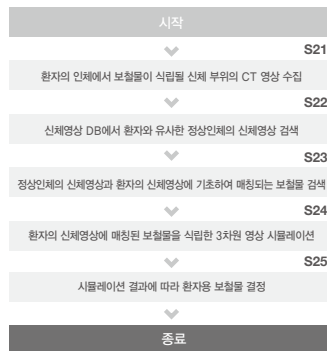 시작
S21
환자의 인체에서 보철물이 식립될 신체 부위의 CT 영상 수집
S22
신체영상 DB에서 환자와 유사한 정상인체의 신체영상 검색
S23
정상인체의 신체영상과 환자의 신체영상에 기초하여 매칭되는 보철물 검색
S24
환자의 신체영상에 매칭된 보철물을 식립한 3차원 영상 시뮬레이션
S25
시뮬레이션 결과에 따라 환자용 보철물 결정
종료